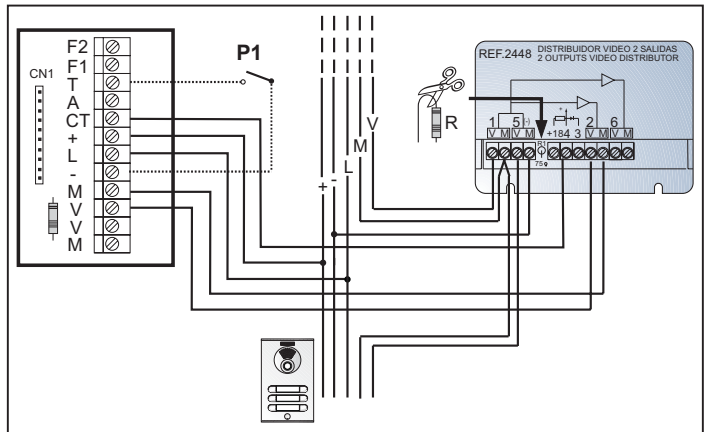 F2
F1
T
A
CT
+
L
-
M
V
V
M
CN1
P1
+
-
L
M
V
R
REF.2448 DISTRIBUIDOR VIDEO 2 SALIDAS
2 OUTPUTS VIDEO DISTRIBUTOR
1 5 (-) +18 4 3 2 6
V M V M R1 V M V M
75